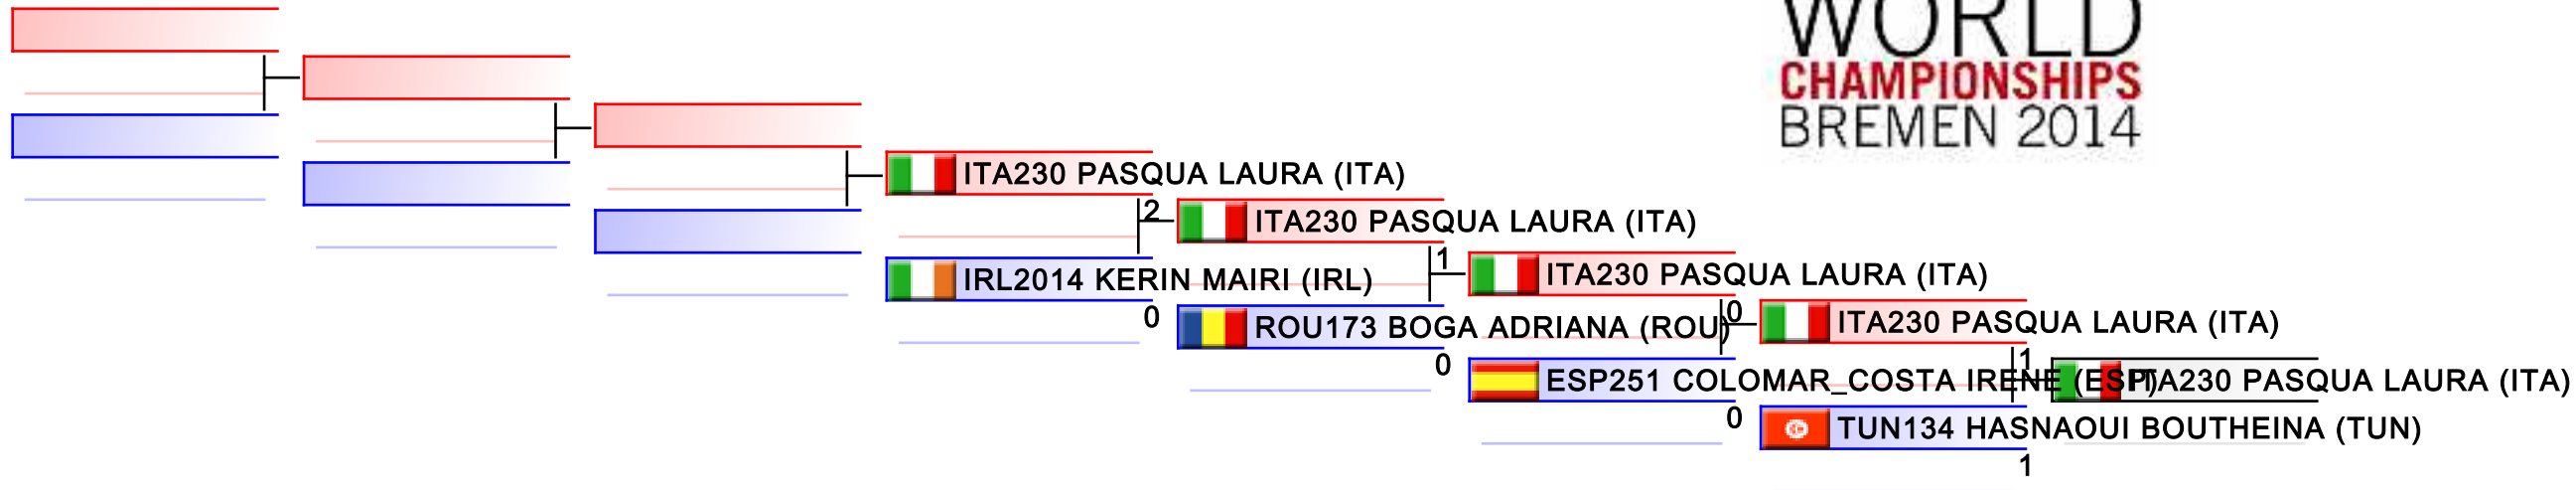 WORLD
CHAMPIONSHIPS
BREMEN 2014
ITA230 PASQUA LAURA (ITA)
2
ITA230 PASQUA LAURA (ITA)
IRL2014 KERIN MAIRI (IRL)
0
1
ITA230 PASQUA LAURA (ITA)
ROU173 BOGA ADRIANA (ROU)
0
0
ITA230 PASQUA LAURA (ITA)
ESP251 COLOMAR_COSTA IRENE (ESP)
0
1
ITA230 PASQUA LAURA (ITA)
TUN134 HASNAOUI BOUTHEINA (TUN)
1